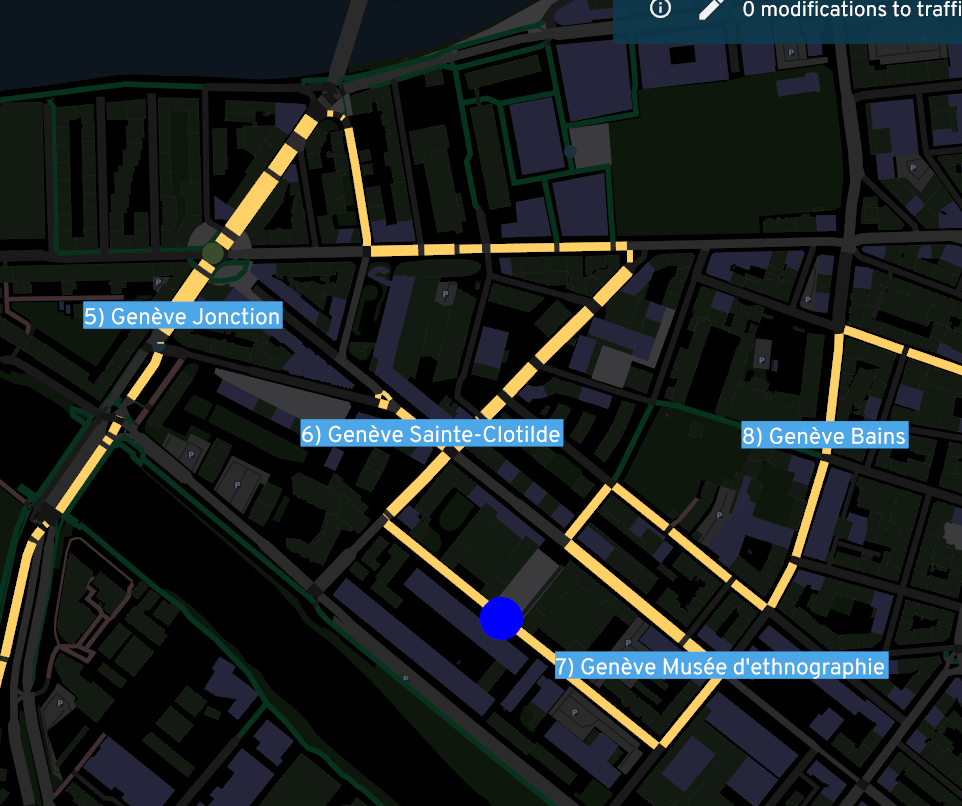 0 modifications to traffi
P
P
P
P
5) Genève Jonction
P
6) Genève Sainte-Clotilde
8) Genève Bains
P
P
P
P
7) Genève Musée d'ethnographie
P
P
P